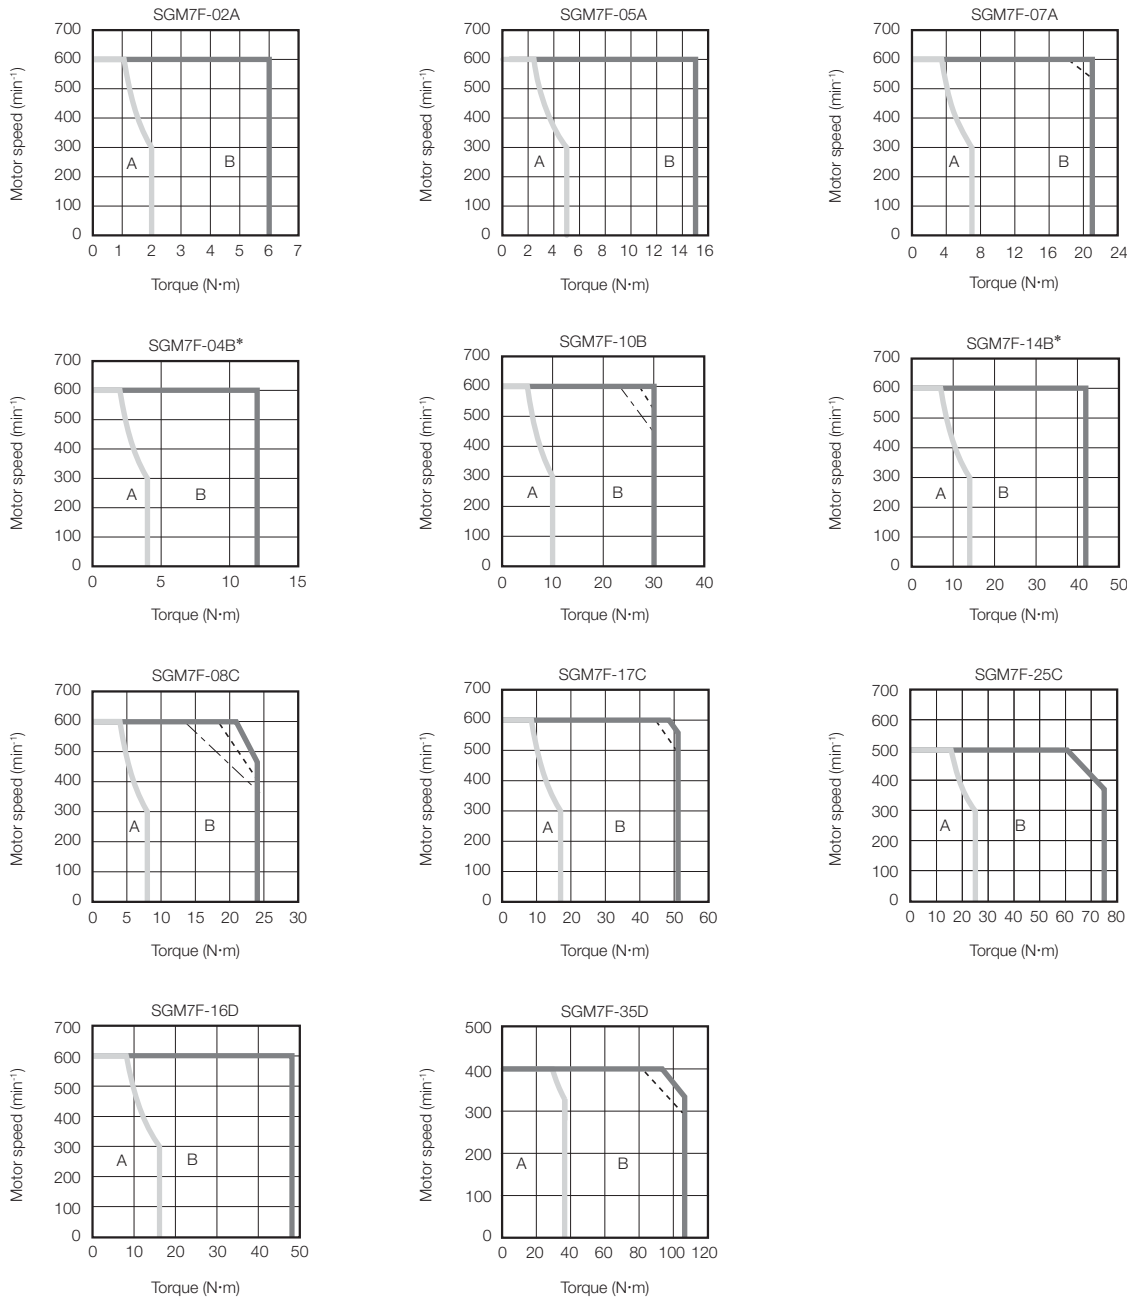 SGM7F-02A
Motor speed (min-1)
700
600
500
400
300
200
100
0
A
B
0 1 2 3 4 5 6 7
Torque (N·m)
SGM7F-05A
Motor speed (min-1)
700
600
500
400
300
200
100
0
A
B
0 2 4 6 8 10 12 14 16
Torque (N·m)
SGM7F-07A
Motor speed (min-1)
700
600
500
400
300
200
100
0
A
B
0 4 8 12 16 20 24
Torque (N·m)
SGM7F-04B*
Motor speed (min-1)
700
600
500
400
300
200
100
0
A
B
0 5 10 15
Torque (N·m)
SGM7F-10B
Motor speed (min-1)
700
600
500
400
300
200
100
0
A
B
0 10 20 30 40
Torque (N·m)
SGM7F-14B*
Motor speed (min-1)
700
600
500
400
300
200
100
0
A
B
0 10 20 30 40 50
Torque (N·m)
SGM7F-08C
Motor speed (min-1)
700
600
500
400
300
200
100
0
A
B
0 5 10 15 20 25 30
Torque (N·m)
SGM7F-17C
Motor speed (min-1)
700
600
500
400
300
200
100
0
A
B
0 10 20 30 40 50 60
Torque (N·m)
SGM7F-25C
Motor speed (min-1)
700
600
500
400
300
200
100
0
A
B
0 10 20 30 40 50 60 70 80
Torque (N·m)
SGM7F-16D
Motor speed (min-1)
700
600
500
400
300
200
100
0
A
B
0 10 20 30 40 50
Torque (N·m)
SGM7F-35D
Motor speed (min-1)
500
400
300
200
100
0
A
B
0 20 40 60 80 100 120
Torque (N·m)